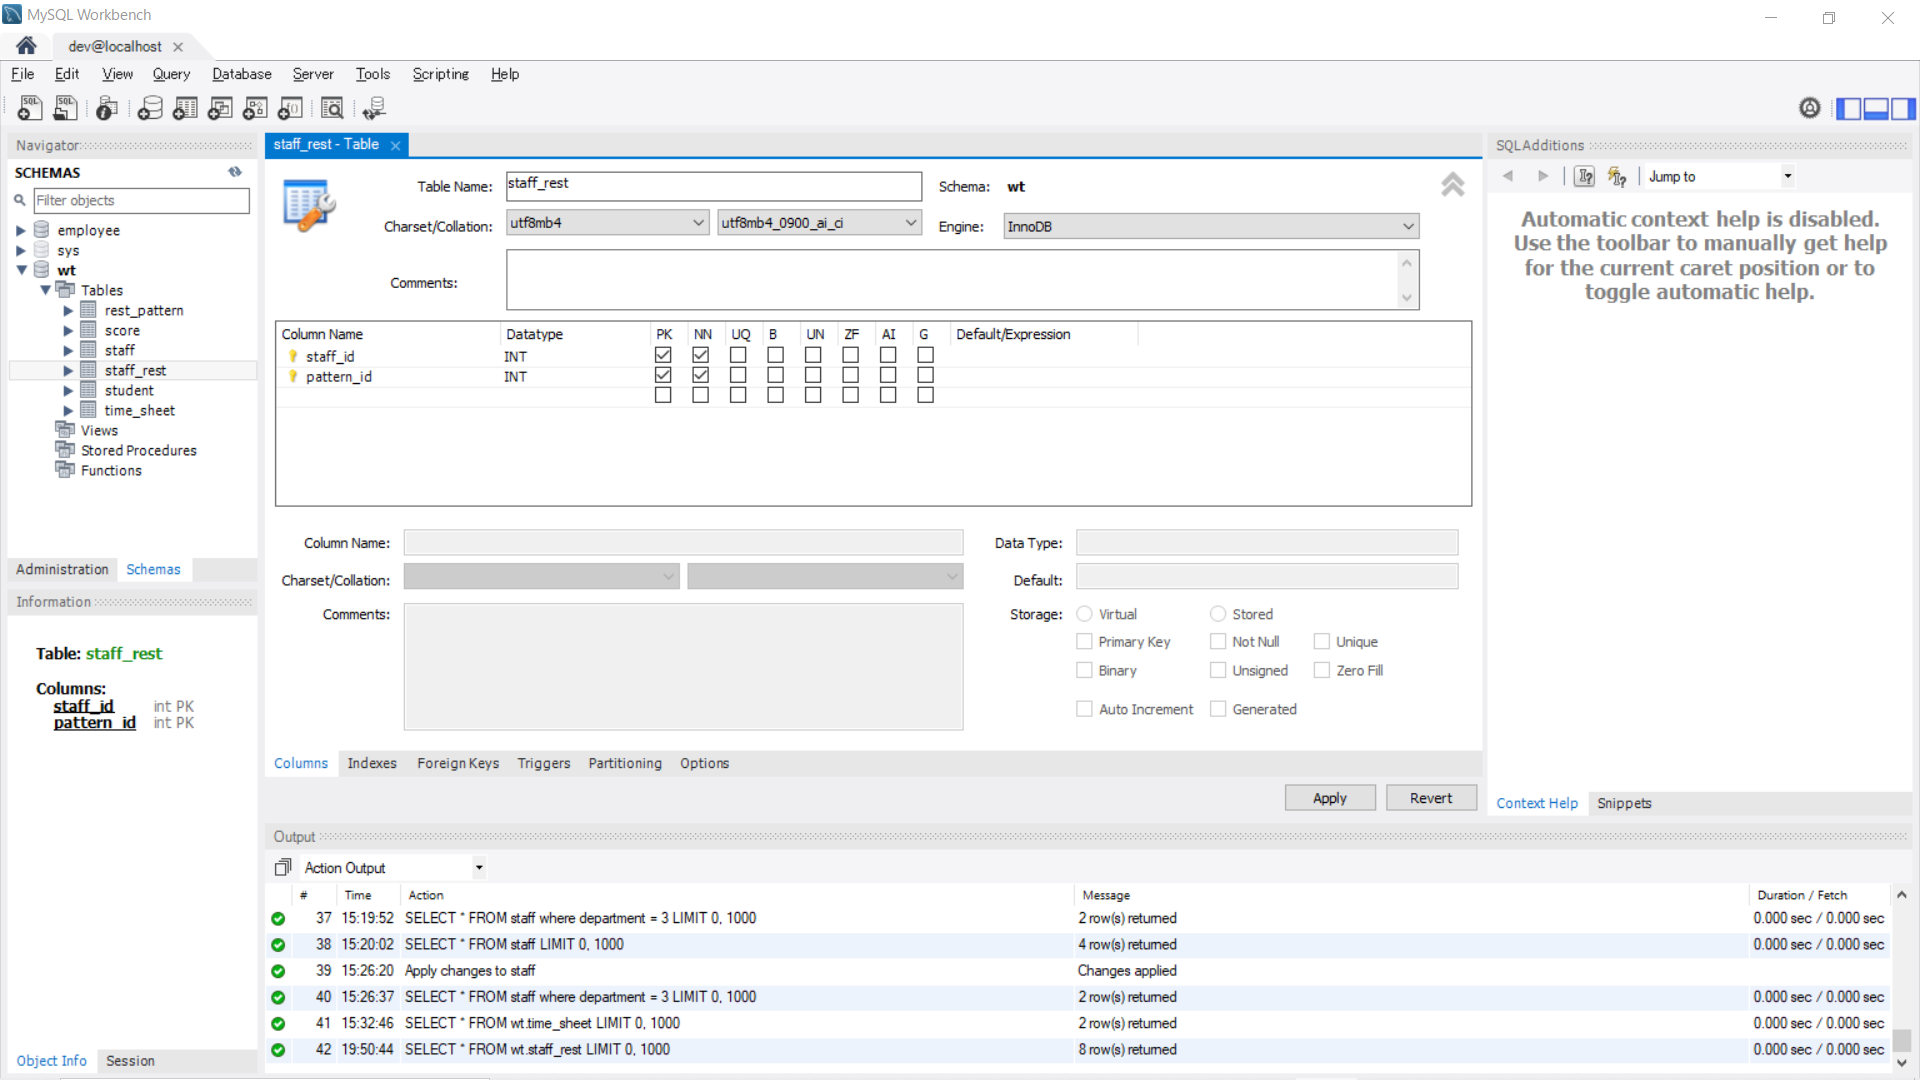 MySQL Workbench
dev@localhost
File Edit View Query Database Server Tools Scripting Help
Navigator
SCHEMAS
Filter objects
employee
sys
wt
Tables
rest_pattern
score
staff
staff_rest
student
time_sheet
Views
Stored Procedures
Functions
Administration Schemas
Information
Table: staff_rest
Columns:
staff_id int PK
pattern_id int PK
Object Info Session
staff_rest - Table
Table Name: staff_rest Schema: wt
Charset/Collation: utf8mb4 utf8mb4_0900_ai_ci Engine: InnoDB
Comments:
Column Name Datatype PK NN UQ B UN ZF AI G Default/Expression
staff_id INT
pattern_id INT
Column Name: Data Type:
Charset/Collation: Default:
Comments: Storage: Virtual Stored
Primary Key Not Null Unique
Binary Unsigned Zero Fill
Auto Increment Generated
Columns Indexes Foreign Keys Triggers Partitioning Options
Apply Revert
SQLAdditions
Jump to
Automatic context help is disabled.
Use the toolbar to manually get help
for the current caret position or to
toggle automatic help.
Context Help Snippets
Output
Action Output
# Time Action Message Duration / Fetch
37 15:19:52 SELECT * FROM staff where department = 3 LIMIT 0, 1000 2 row(s) returned 0.000 sec / 0.000 sec
38 15:20:02 SELECT * FROM staff LIMIT 0, 1000 4 row(s) returned 0.000 sec / 0.000 sec
39 15:26:20 Apply changes to staff Changes applied
40 15:26:37 SELECT * FROM staff where department = 3 LIMIT 0, 1000 2 row(s) returned 0.000 sec / 0.000 sec
41 15:32:46 SELECT * FROM wt.time_sheet LIMIT 0, 1000 2 row(s) returned 0.000 sec / 0.000 sec
42 19:50:44 SELECT * FROM wt.staff_rest LIMIT 0, 1000 8 row(s) returned 0.000 sec / 0.000 sec